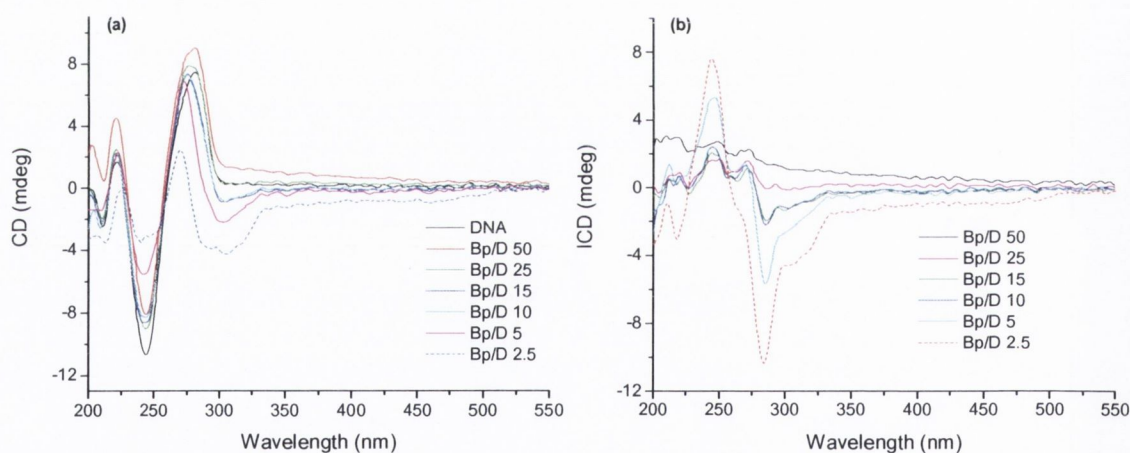 (a)
8
4
0
-4
-8
-12
CD (mdeg)
DNA
Bp/D 50
Bp/D 25
Bp/D 15
Bp/D 10
Bp/D 5
Bp/D 2.5
200 250 300 350 400 450 500 550
Wavelength (nm)
(b)
8
4
0
-4
-8
-12
ICD (mdeg)
Bp/D 50
Bp/D 25
Bp/D 15
Bp/D 10
Bp/D 5
Bp/D 2.5
200 250 300 350 400 450 500 550
Wavelength (nm)